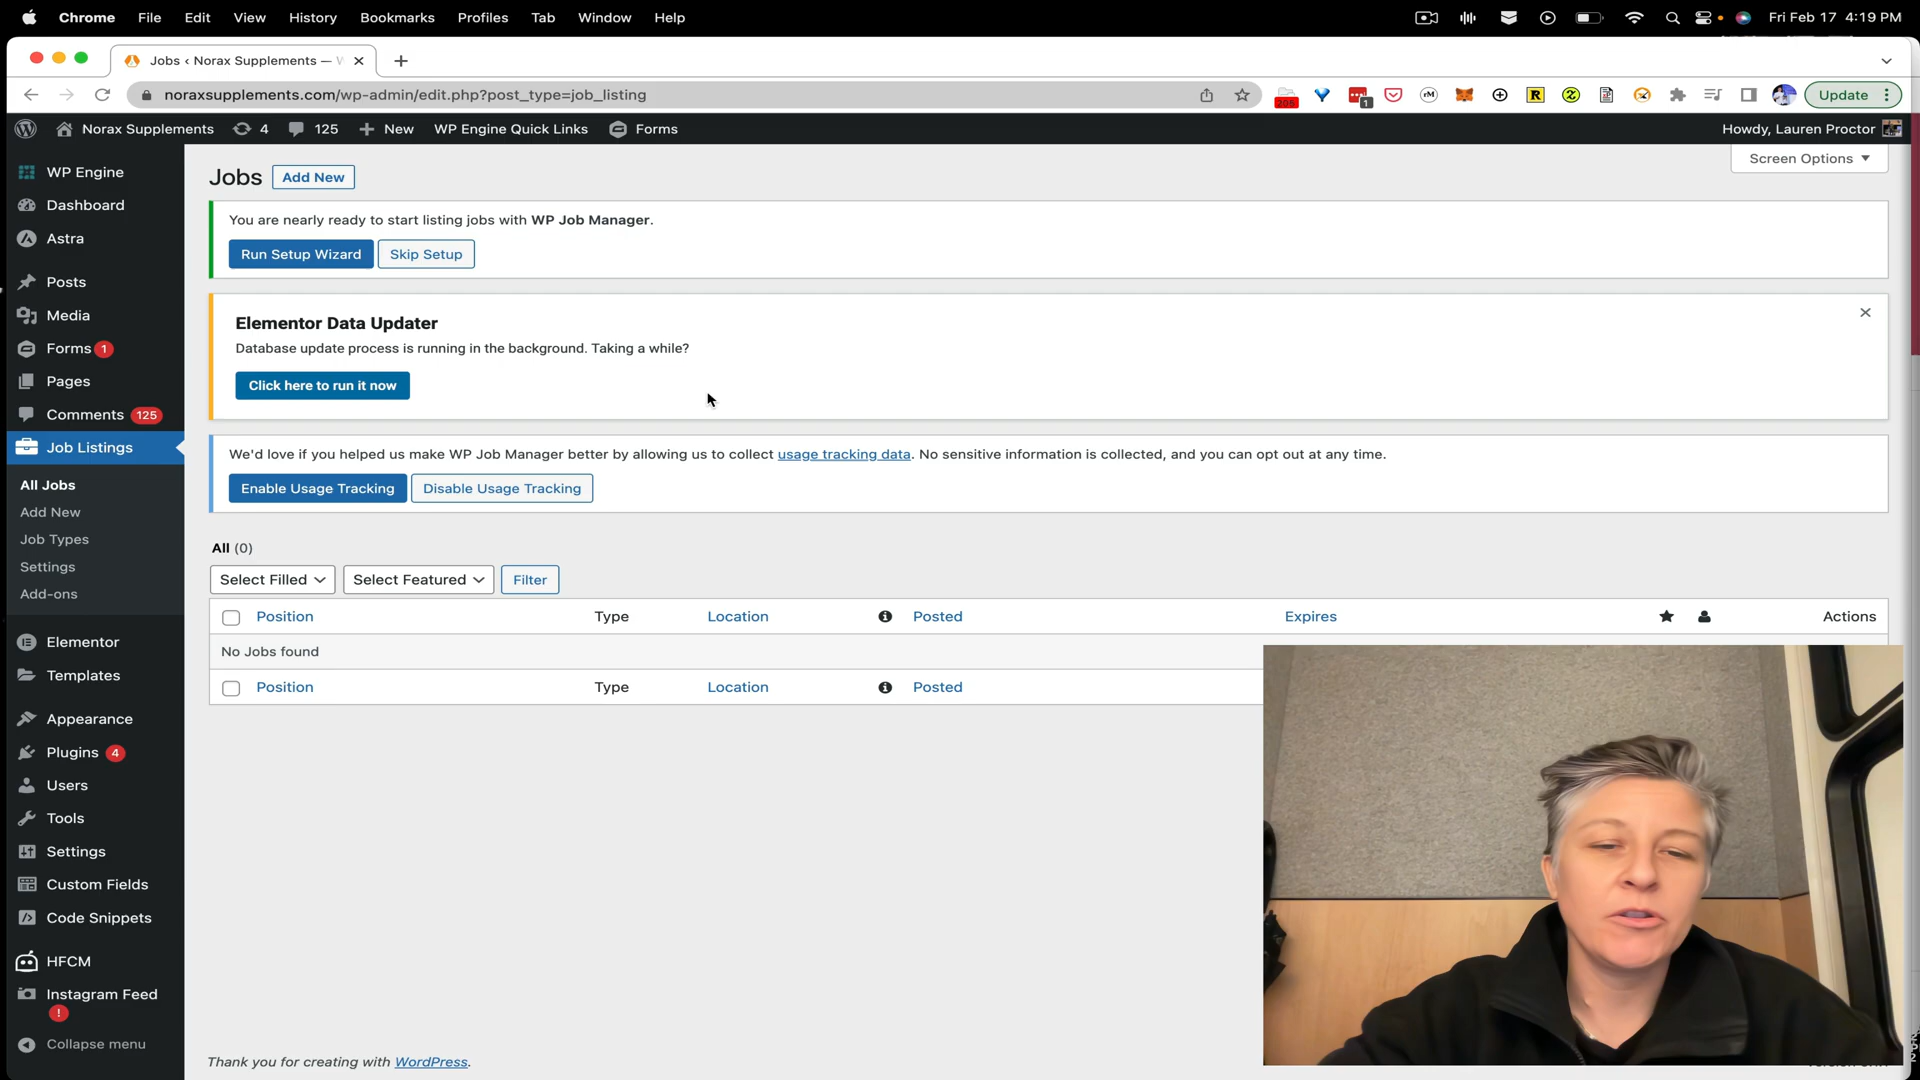 Chrome File Edit View History Bookmarks Profiles Tab Window Help Fri Feb 17 4:19 PM
Jobs ‹ Norax Supplements —
noraxsupplements.com/wp-admin/edit.php?post_type=job_listing 205 1 rM R Update
Norax Supplements 4 125 New WP Engine Quick Links Forms Howdy, Lauren Proctor
Screen Options
WP Engine
Dashboard
Astra
Posts
Media
Forms 1
Pages
Comments 125
Job Listings
All Jobs
Add New
Job Types
Settings
Add-ons
Elementor
Templates
Appearance
Plugins 4
Users
Tools
Settings
Custom Fields
Code Snippets
HFCM
Instagram Feed
!
Collapse menu
Jobs Add New
You are nearly ready to start listing jobs with WP Job Manager.
Run Setup Wizard Skip Setup
Elementor Data Updater
Database update process is running in the background. Taking a while?
Click here to run it now
We'd love if you helped us make WP Job Manager better by allowing us to collect usage tracking data. No sensitive information is collected, and you can opt out at any time.
Enable Usage Tracking Disable Usage Tracking
All (0)
Select Filled Select Featured Filter
Position Type Location Posted Expires Actions
No Jobs found
Position Type Location Posted
Thank you for creating with WordPress.